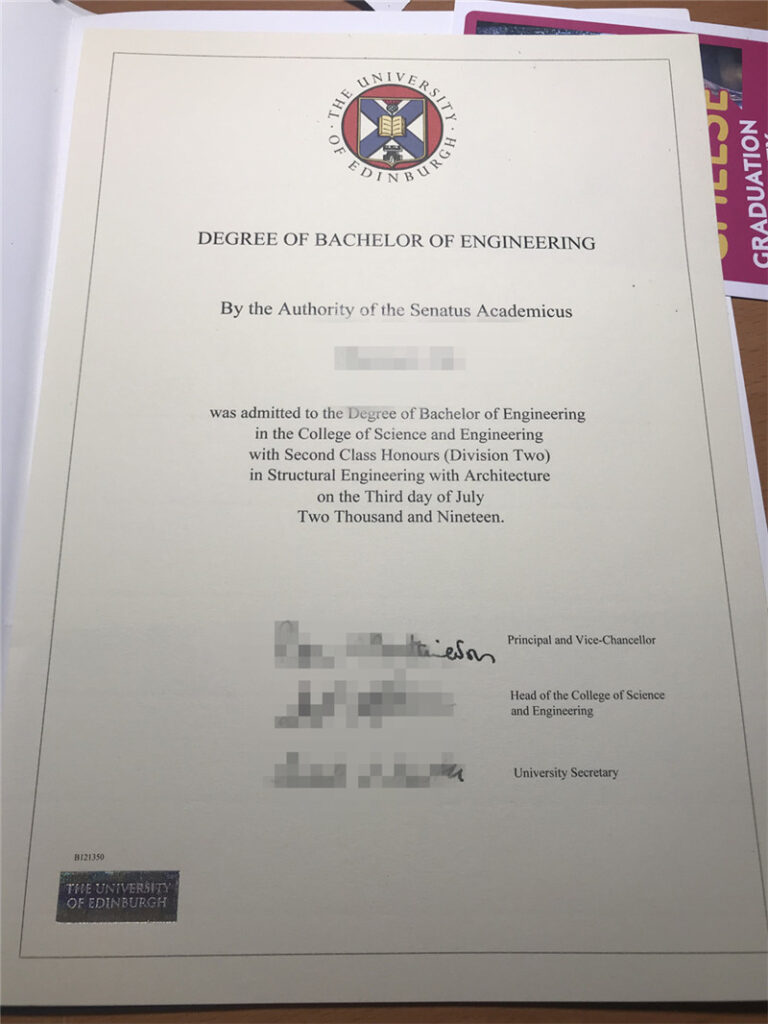 THE UNIVERSITY
OF EDINBURGH
DEGREE OF BACHELOR OF ENGINEERING
By the Authority of the Senatus Academicus
was admitted to the Degree of Bachelor of Engineering
in the College of Science and Engineering
with Second Class Honours (Division Two)
in Structural Engineering with Architecture
on the Third day of July
Two Thousand and Nineteen.
Principal and Vice-Chancellor
Head of the College of Science
and Engineering
University Secretary
B121350
THE UNIVERSITY
OF EDINBURGH
GRADUATION